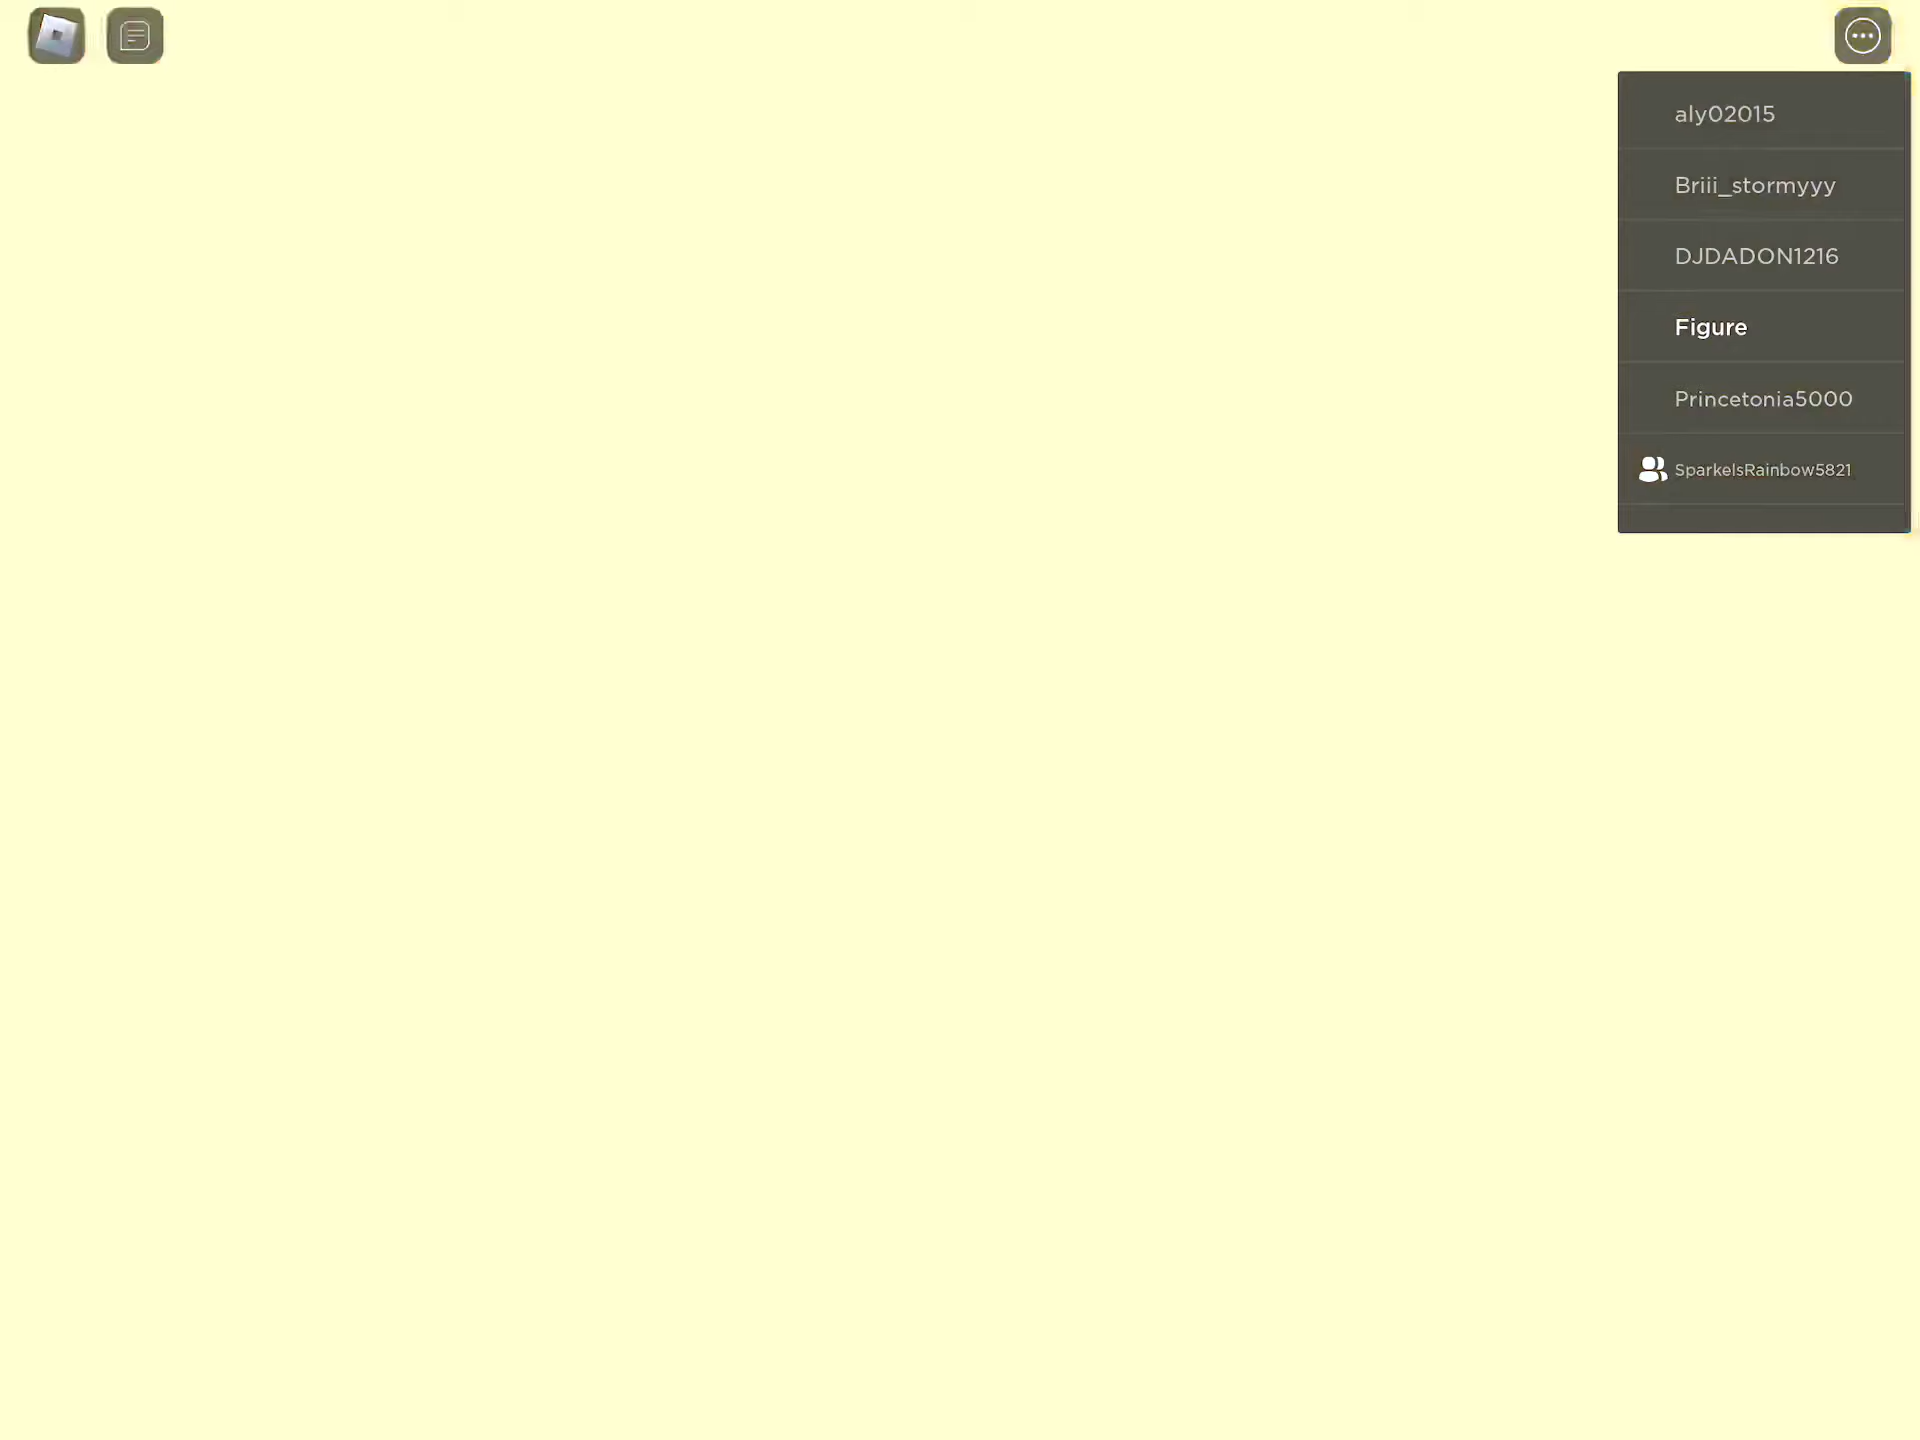 aly02015
Briii_stormyyy
DJDADON1216
Figure
Princetonia5000
SparkelsRainbow5821